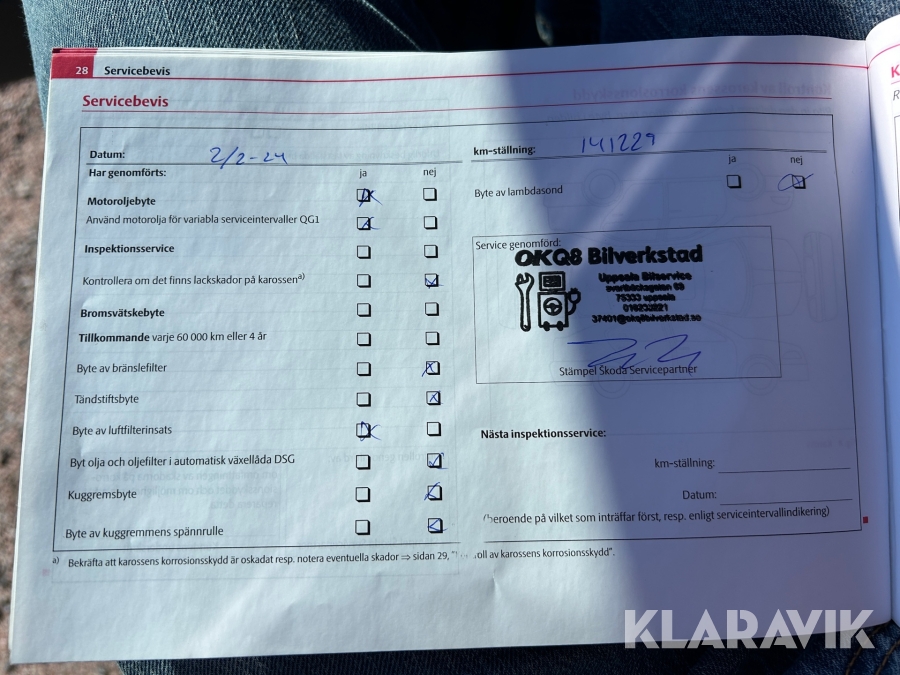 28 Servicebevis
Servicebevis
Datum: 2/2-24
km-ställning: 141229
Har genomförts: ja nej
ja nej
Motoroljebyte
Byte av lambdasond
Använd motorolja för variabla serviceintervaller QG1
Inspektionsservice
Kontrollera om det finns lackskador på karossen a)
Bromsvätskebyte
Tillkommande varje 60 000 km eller 4 år
Byte av bränslefilter
Tändstiftsbyte
Byte av luftfilterinsats
Byt olja och oljefilter i automatisk växellåda DSG
Kuggremsbyte
Byte av kuggremmens spännrulle
Service genomförd:
OKQ8 Bilverkstad
Uppsala Bilservice
75333 uppsala
Stämpel Škoda Servicepartner
Nästa inspektionsservice:
km-ställning:
Datum:
(beroende på vilket som inträffar först, resp. enligt serviceintervallindikering)
a) Bekräfta att karossens korrosionsskydd är oskadat resp. notera eventuella skador ⇒ sidan 29, av karossens korrosionsskydd".
KLARAVIK